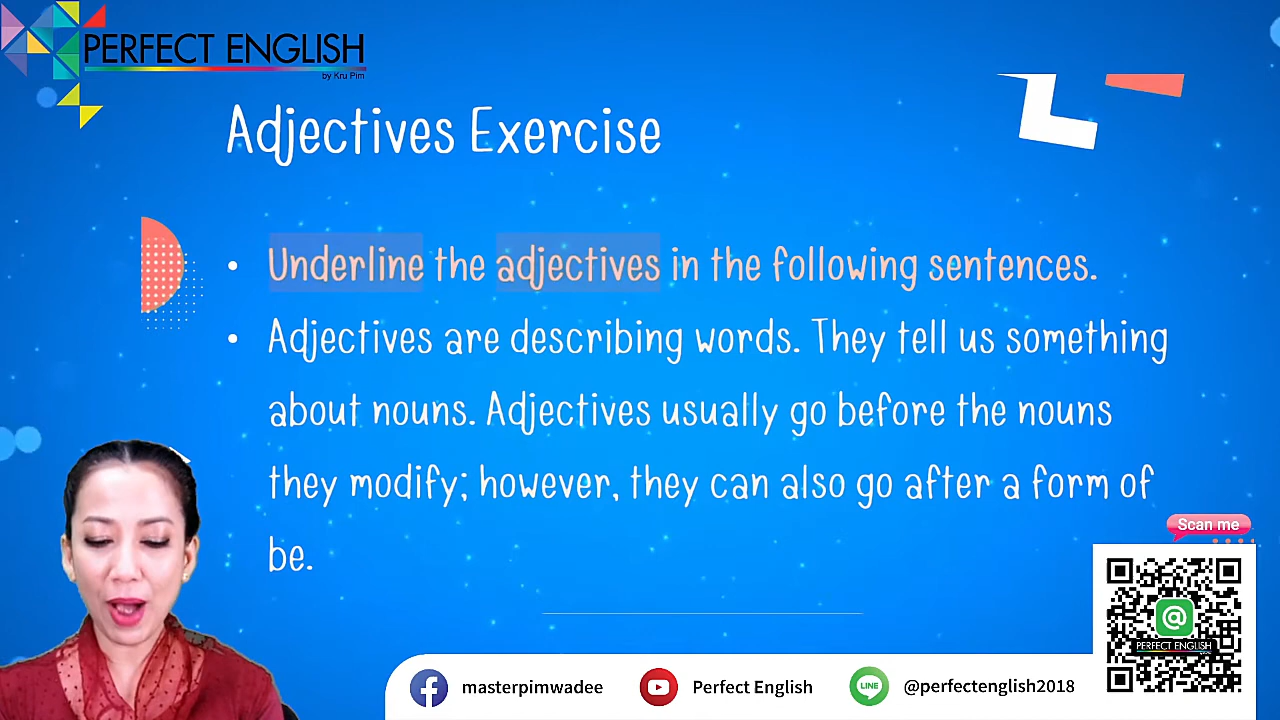 PERFECT ENGLISH
by Kru Pim
Adjectives Exercise
• Underline the adjectives in the following sentences.
• Adjectives are describing words. They tell us something
about nouns. Adjectives usually go before the nouns
they modify; however, they can also go after a form of
be.
Scan me
@
PERFECT ENGLISH
masterpimwadee
Perfect English
LINE
@perfectenglish2018